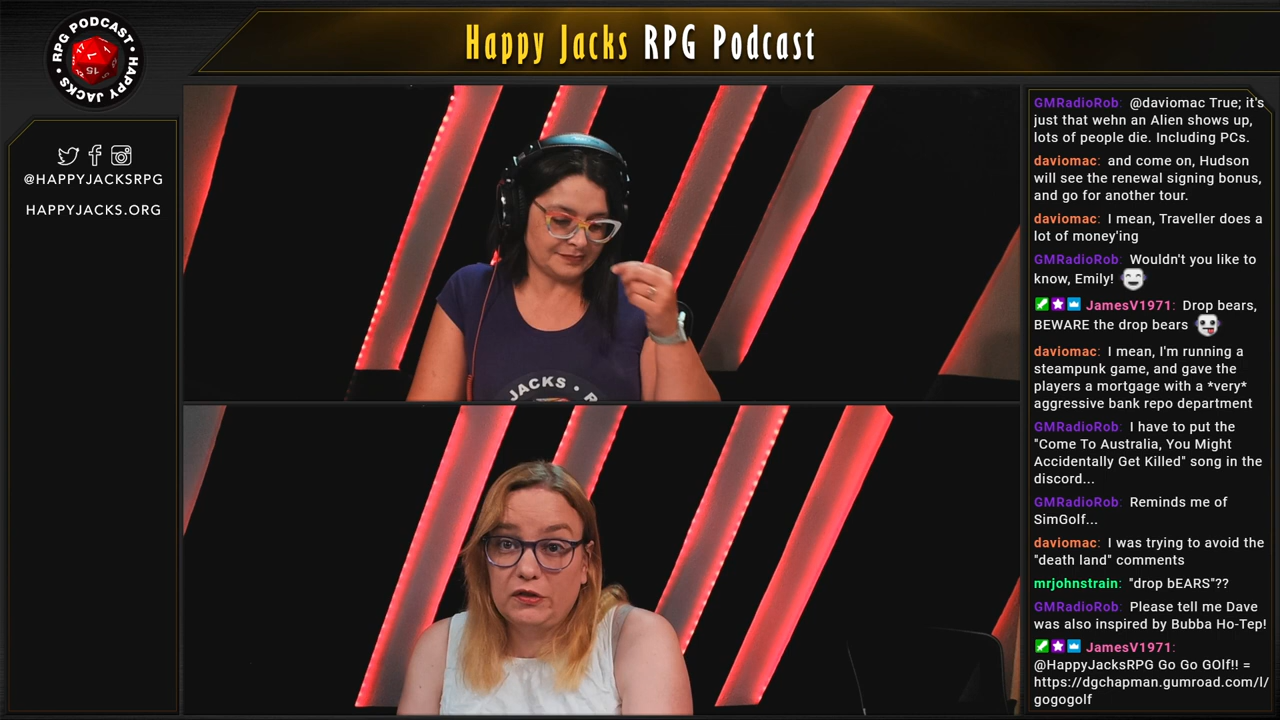 RPG PODCAST • HAPPY JACKS •
17
7
15
Happy Jacks RPG Podcast
@HAPPYJACKSRPG
HAPPYJACKS.ORG
JACKS • R
GMRadioRob: @daviomac True; it's
just that wehn an Alien shows up,
lots of people die. Including PCs.
daviomac: and come on, Hudson
will see the renewal signing bonus,
and go for another tour.
daviomac: I mean, Traveller does a
lot of money'ing
GMRadioRob: Wouldn't you like to
know, Emily!
JamesV1971: Drop bears,
BEWARE the drop bears
daviomac: I mean, I'm running a
steampunk game, and gave the
players a mortgage with a *very*
aggressive bank repo department
GMRadioRob: I have to put the
"Come To Australia, You Might
Accidentally Get Killed" song in the
discord...
GMRadioRob: Reminds me of
SimGolf...
daviomac: I was trying to avoid the
"death land" comments
mrjohnstrain: "drop bEARS"??
GMRadioRob: Please tell me Dave
was also inspired by Bubba Ho-Tep!
JamesV1971:
@HappyJacksRPG Go Go GOlf!! =
https://dgchapman.gumroad.com/l/
gogogolf